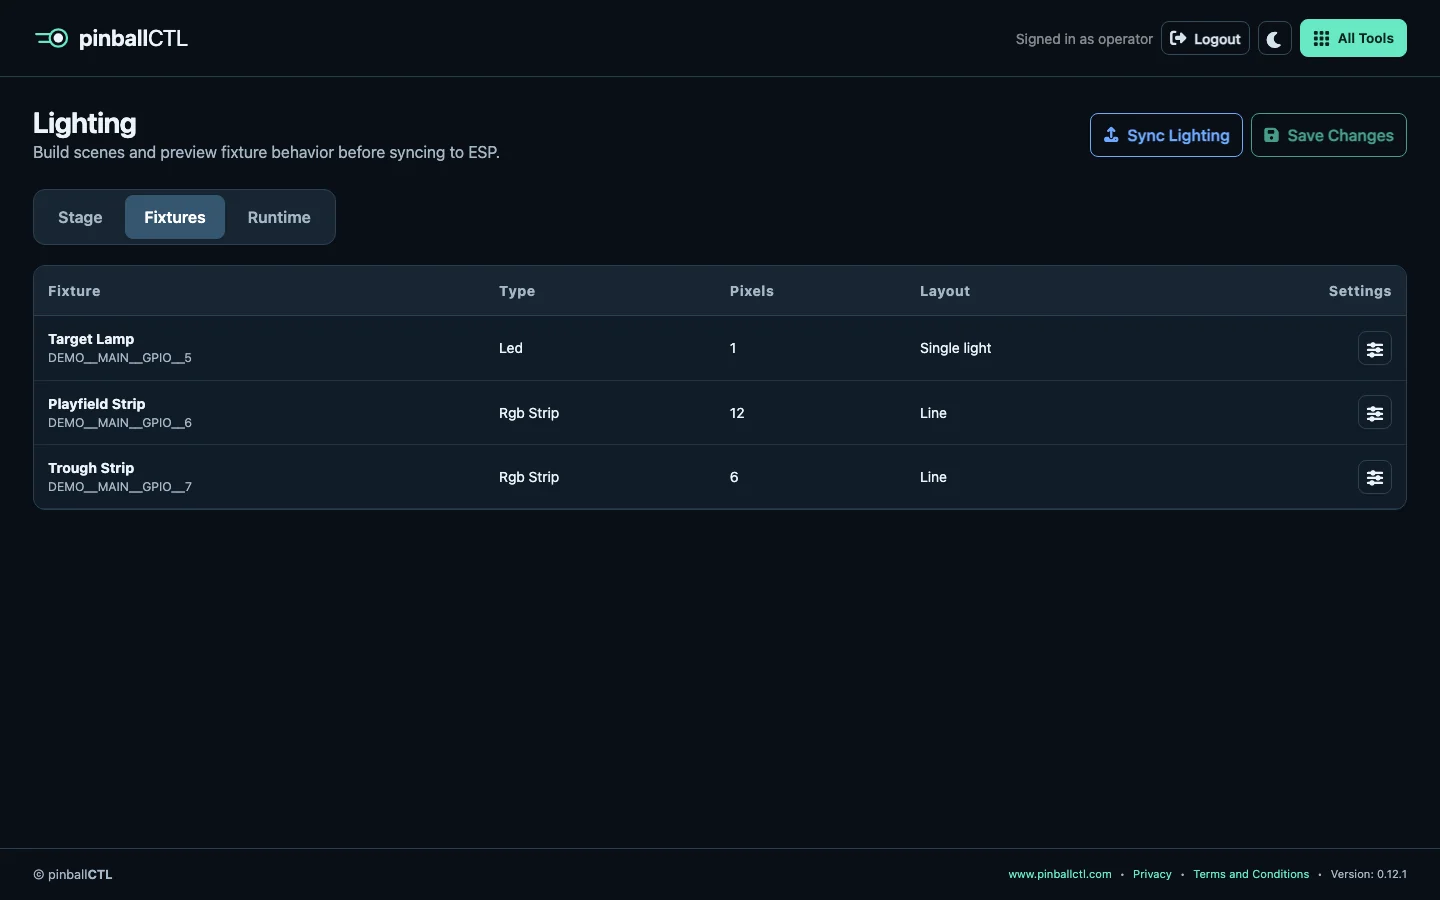 pinballCTL
Signed in as operator
Logout
All Tools
Lighting
Build scenes and preview fixture behavior before syncing to ESP.
Sync Lighting
Save Changes
Stage
Fixtures
Runtime
Fixture Type Pixels Layout Settings
Target Lamp
DEMO__MAIN__GPIO__5
Led 1 Single light
Playfield Strip
DEMO__MAIN__GPIO__6
Rgb Strip 12 Line
Trough Strip
DEMO__MAIN__GPIO__7
Rgb Strip 6 Line
© pinballCTL
www.pinballctl.com • Privacy • Terms and Conditions • Version: 0.12.1